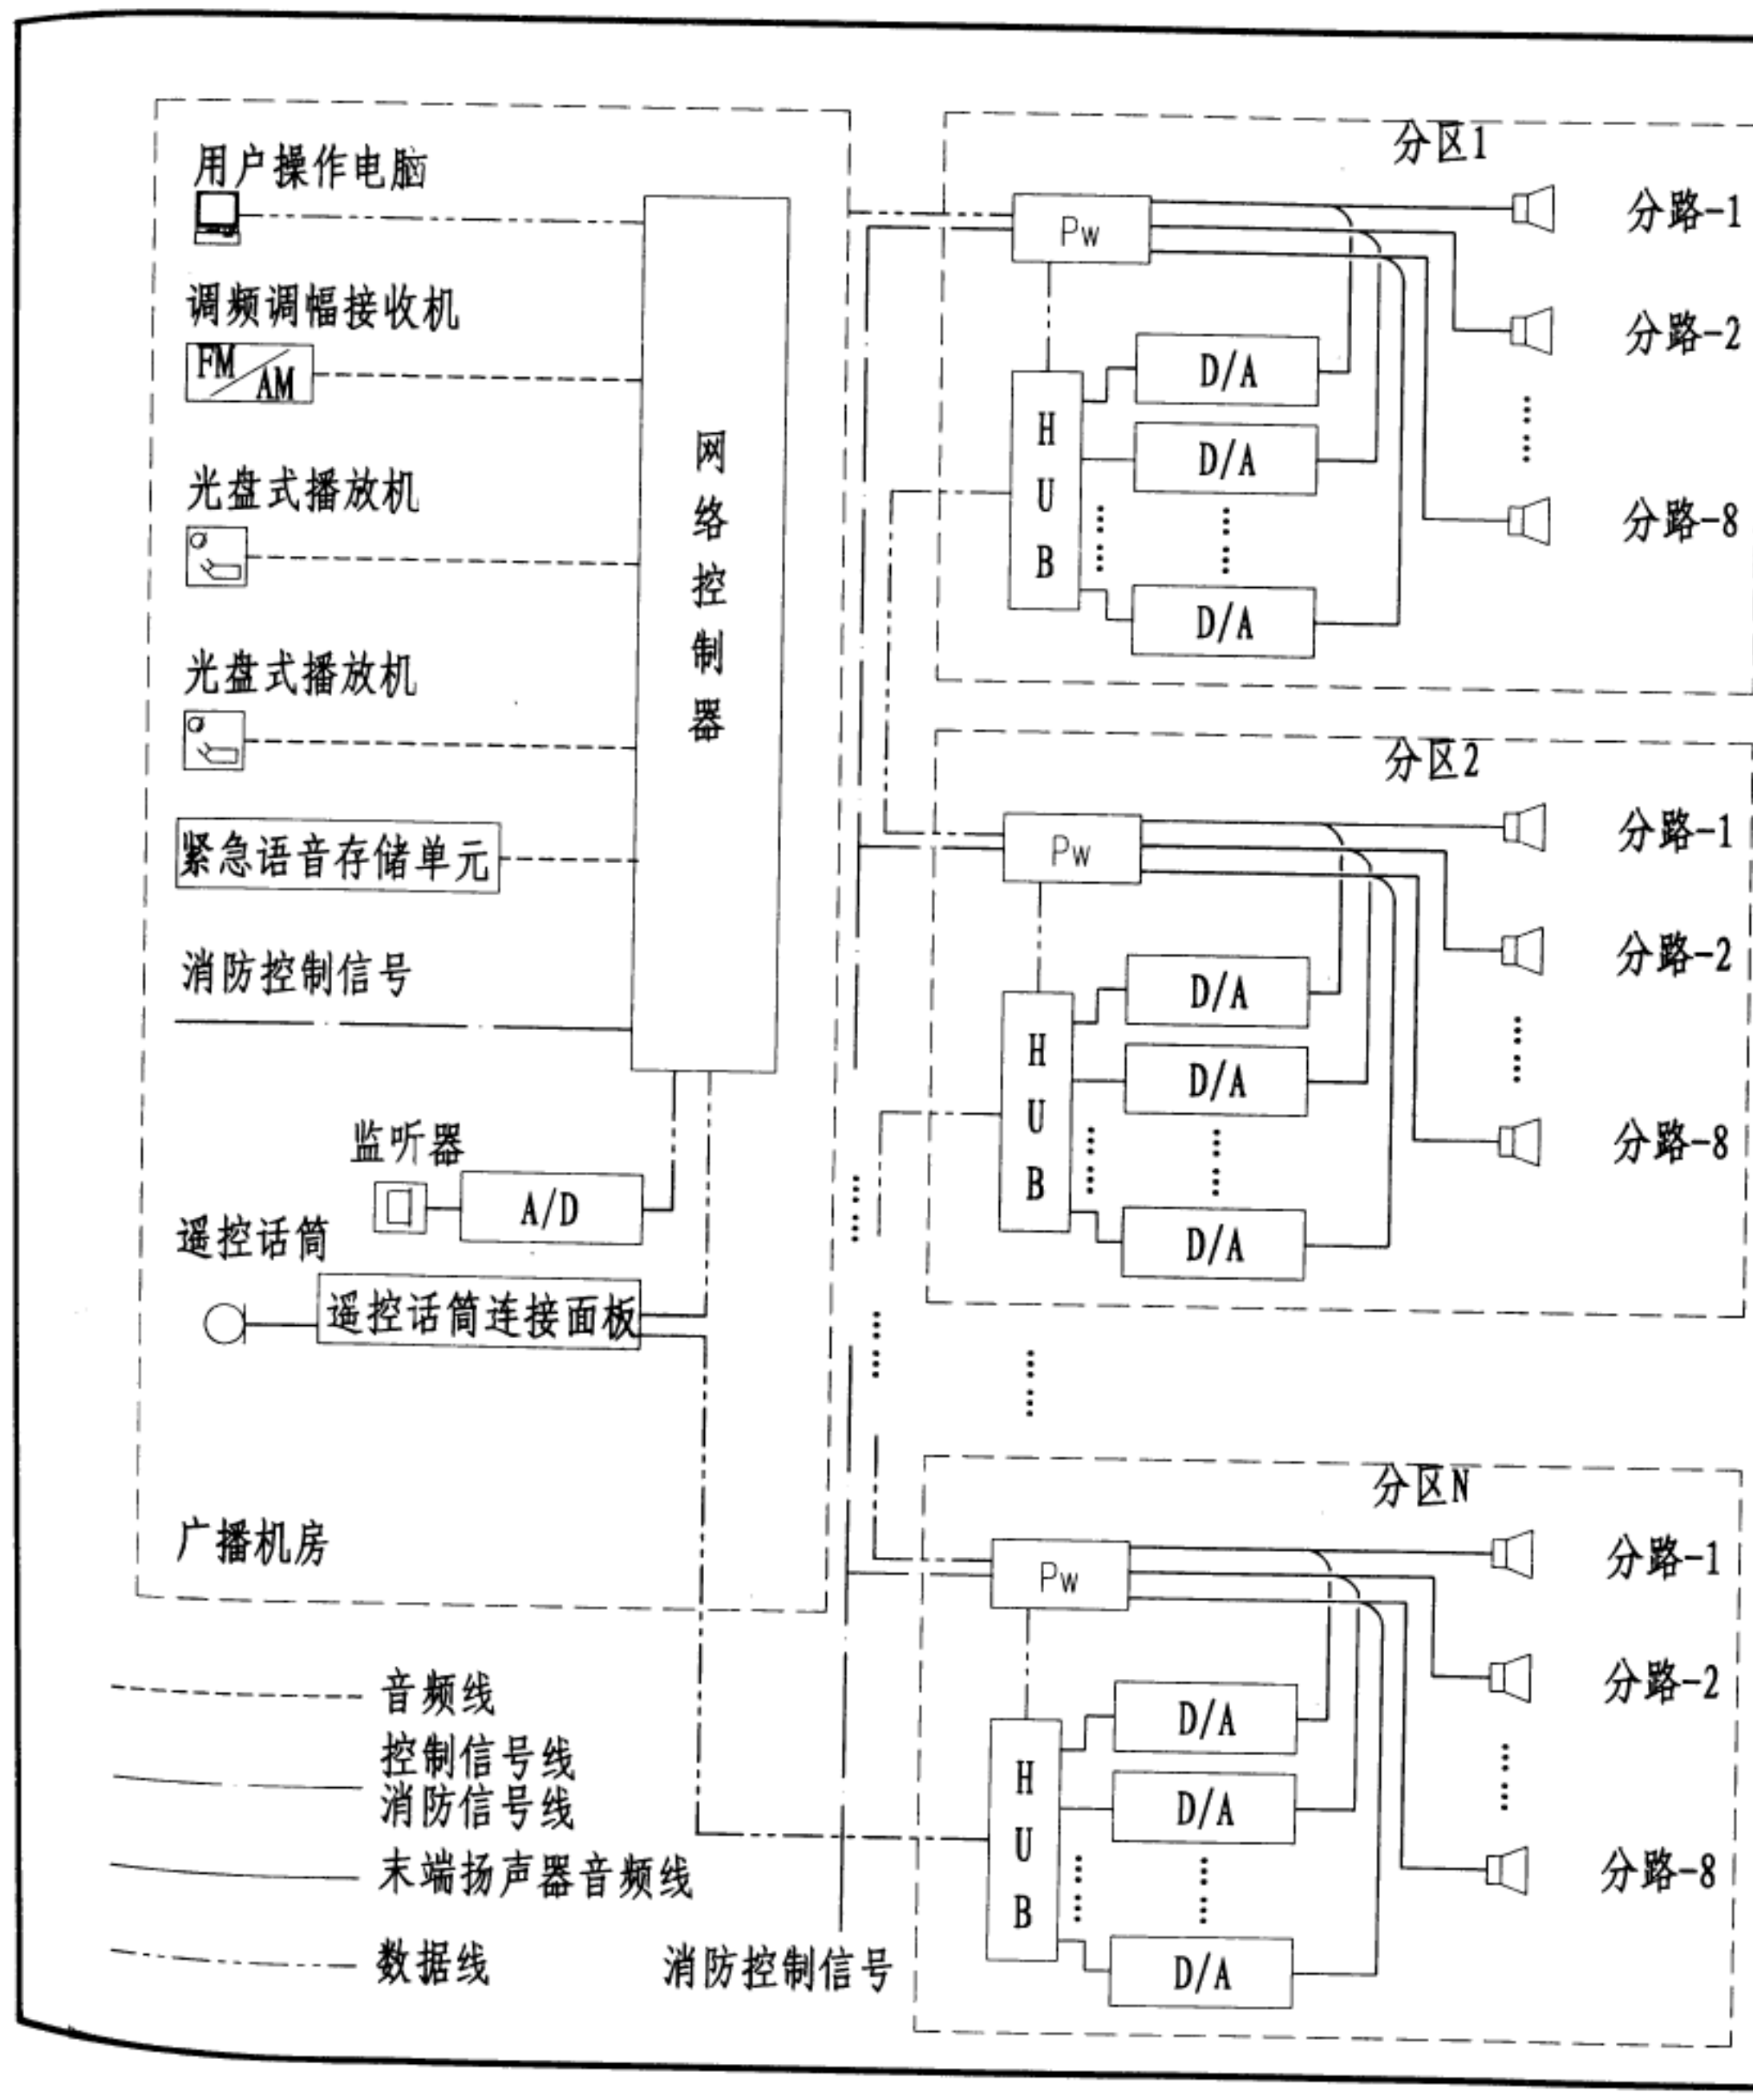 用户操作电脑
调频调幅接收机
FM/AM
光盘式播放机
光盘式播放机
紧急语音存储单元
消防控制信号
网络控制器
监听器
A/D
遥控话筒
遥控话筒连接面板
广播机房
音频线
控制信号线
消防信号线
末端扬声器音频线
数据线
消防控制信号
分区1
Pw
分路-1
分路-2
……
分路-8
HUB
D/A
D/A
……
……
D/A
分区2
Pw
分路-1
分路-2
……
分路-8
HUB
D/A
D/A
……
……
D/A
……
……
……
分区N
Pw
分路-1
分路-2
……
分路-8
HUB
D/A
D/A
……
……
D/A